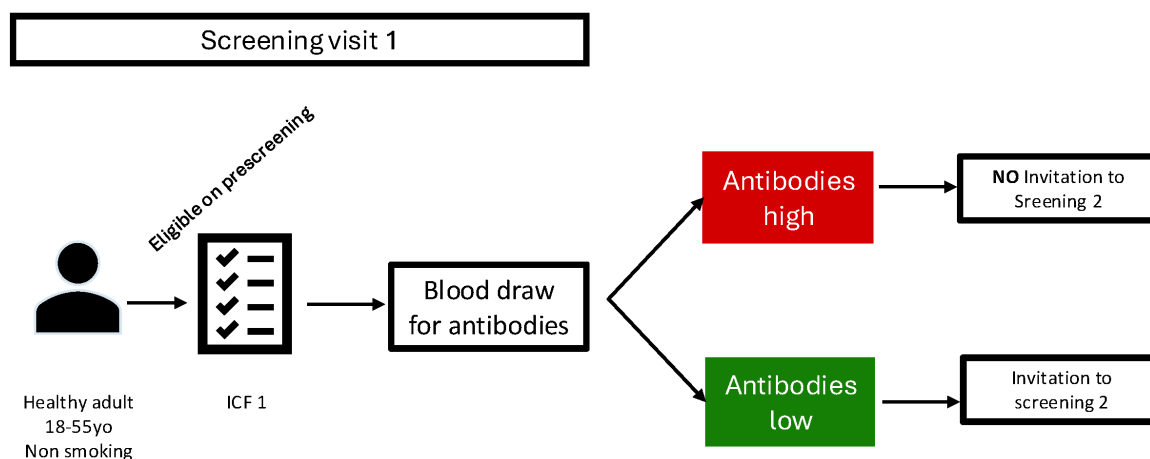 Screening visit 1
Eligible on prescreening
Healthy adult
18-55yo
Non smoking
ICF 1
Blood draw
for antibodies
Antibodies
high
NO Invitation to
Sreening 2
Antibodies
low
Invitation to
screening 2